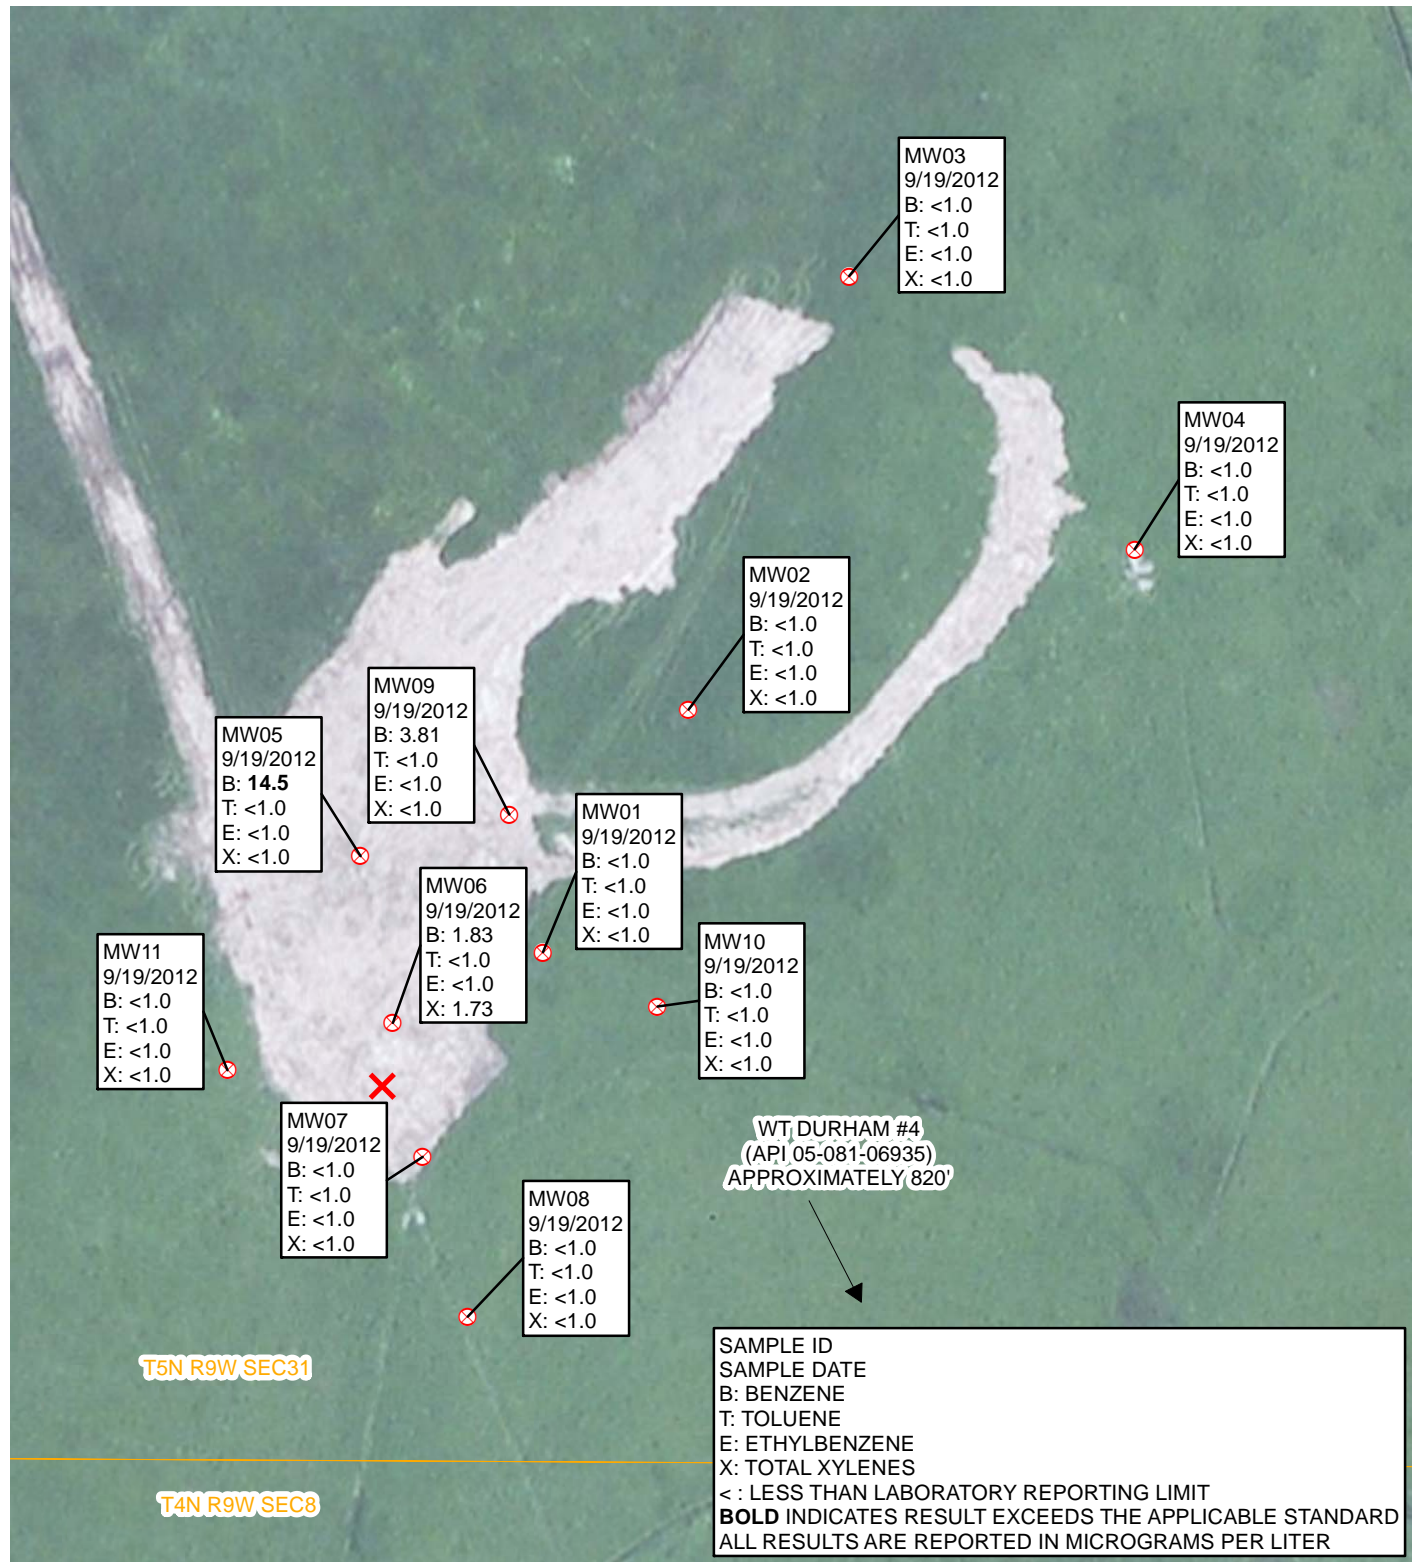 MW03
9/19/2012
B: <1.0
T: <1.0
E: <1.0
X: <1.0
MW04
9/19/2012
B: <1.0
T: <1.0
E: <1.0
X: <1.0
MW02
9/19/2012
B: <1.0
T: <1.0
E: <1.0
X: <1.0
MW09
9/19/2012
B: 3.81
T: <1.0
E: <1.0
X: <1.0
MW05
9/19/2012
B: 14.5
T: <1.0
E: <1.0
X: <1.0
MW01
9/19/2012
B: <1.0
T: <1.0
E: <1.0
X: <1.0
MW06
9/19/2012
B: 1.83
T: <1.0
E: <1.0
X: 1.73
MW10
9/19/2012
B: <1.0
T: <1.0
E: <1.0
X: <1.0
MW11
9/19/2012
B: <1.0
T: <1.0
E: <1.0
X: <1.0
MW07
9/19/2012
B: <1.0
T: <1.0
E: <1.0
X: <1.0
WT DURHAM #4
(API 05-081-06935)
APPROXIMATELY 820'
MW08
9/19/2012
B: <1.0
T: <1.0
E: <1.0
X: <1.0
T5N R9W SEC31
T4N R9W SEC8
SAMPLE ID
SAMPLE DATE
B: BENZENE
T: TOLUENE
E: ETHYLBENZENE
X: TOTAL XYLENES
< : LESS THAN LABORATORY REPORTING LIMIT
BOLD INDICATES RESULT EXCEEDS THE APPLICABLE STANDARD
ALL RESULTS ARE REPORTED IN MICROGRAMS PER LITER